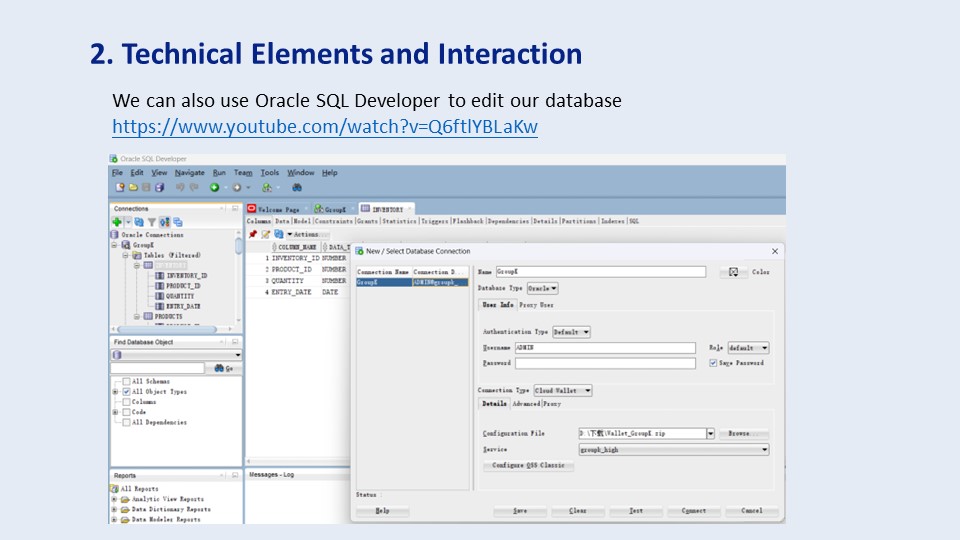 2. Technical Elements and Interaction
We can also use Oracle SQL Developer to edit our database
https://www.youtube.com/watch?v=Q6ftlYBLaKw
Oracle SQL Developer
File Edit View Navigate Run Team Tools Window Help
Connections
Oracle Connections
GroupK
Tables (Filtered)
INVENTORY_ID
PRODUCT_ID
QUANTITY
ENTRY_DATE
PRODUCTS
Find Database Object
Go
All Schemas
All Object Types
Columns
Code
All Dependencies
Reports
All Reports
Analytic View Reports
Data Dictionary Reports
Data Modeler Reports
Welcome Page GroupK INVENTORY
Columns Data Model Constraints Grants Statistics Triggers Flashback Dependencies Details Partitions Indexes SQL
Actions...
COLUMN_NAME DATA_T
1 INVENTORY_ID NUMBER
2 PRODUCT_ID NUMBER
3 QUANTITY NUMBER
4 ENTRY_DATE DATE
Messages - Log
New / Select Database Connection
Connection Name Connection D...
GroupK ADMIN@groupk_
Name GroupK Color
Database Type Oracle
User Info Proxy User
Authentication Type Default
Username ADMIN Role default
Password Save Password
Connection Type Cloud Wallet
Details Advanced Proxy
Configuration File D:\下载\Wallet_GroupK.zip Browse...
Service groupk_high
Configure OSS Classic
Status :
Help Save Clear Test Connect Cancel